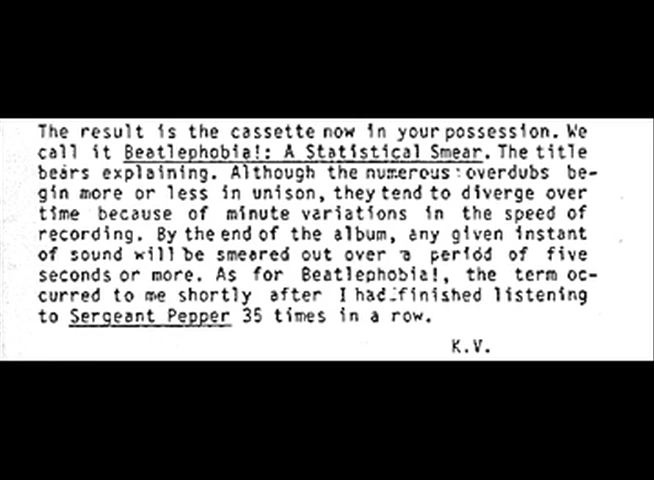 The result is the cassette now in your possession. We
call it Beatlephobia!: A Statistical Smear. The title
bears explaining. Although the numerous overdubs be-
gin more or less in unison, they tend to diverge over
time because of minute variations in the speed of
recording. By the end of the album, any given instant
of sound will be smeared out over a period of five
seconds or more. As for Beatlephobia!, the term oc-
curred to me shortly after I had finished listening
to Sergeant Pepper 35 times in a row.
K.V.